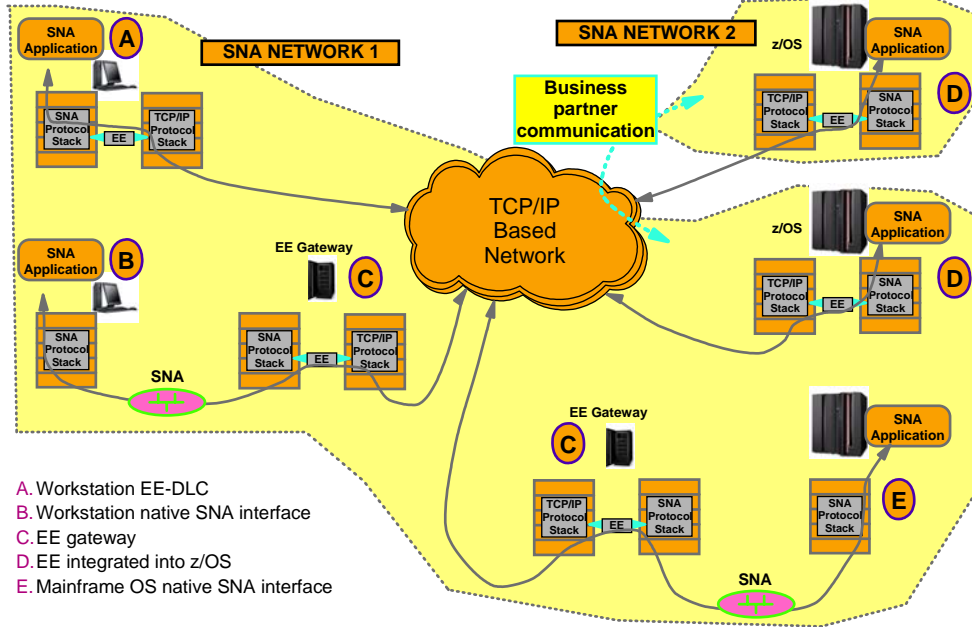 SNA
Application
A
SNA NETWORK 1
SNA
Protocol
Stack
EE
TCP/IP
Protocol
Stack
SNA NETWORK 2
z/OS
SNA
Application
D
TCP/IP
Protocol
Stack
EE
SNA
Protocol
Stack
Business
partner
communication
TCP/IP
Based
Network
SNA
Application
B
SNA
Protocol
Stack
SNA
EE Gateway
C
SNA
Protocol
Stack
EE
TCP/IP
Protocol
Stack
z/OS
SNA
Application
D
TCP/IP
Protocol
Stack
EE
SNA
Protocol
Stack
EE Gateway
C
TCP/IP
Protocol
Stack
EE
SNA
Protocol
Stack
SNA
SNA
Application
E
SNA
Protocol
Stack
A. Workstation EE-DLC
B. Workstation native SNA interface
C. EE gateway
D. EE integrated into z/OS
E. Mainframe OS native SNA interface